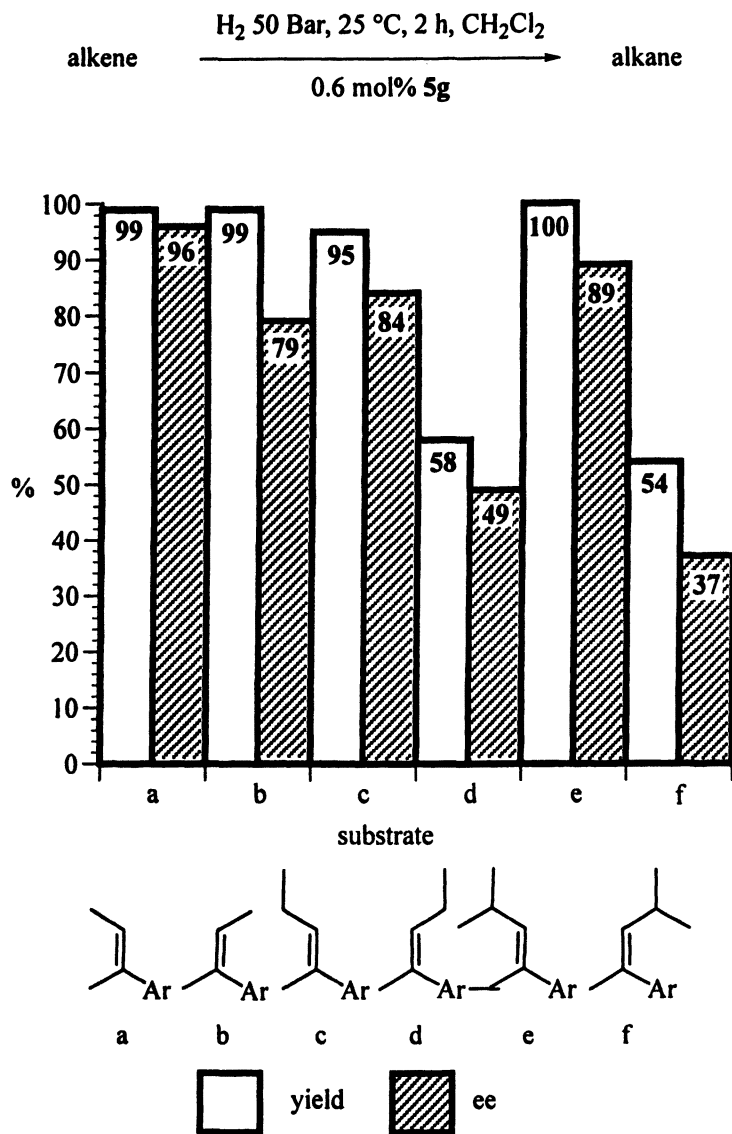 H₂ 50 Bar, 25 °C, 2 h, CH₂Cl₂
alkene alkane
0.6 mol% 5g
100
90
80
70
60
50
40
30
20
10
0
%
99 96 99 79 95 84 58 49 100 89 54 37
a b c d e f
substrate
Ar Ar Ar Ar Ar Ar
a b c d e f
yield ee